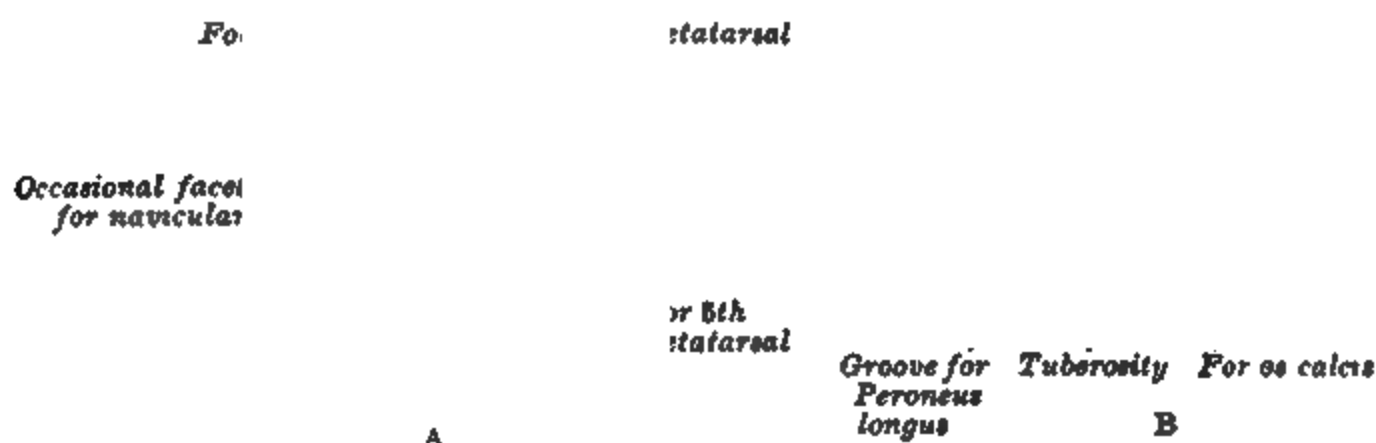 Fo
etatarsal
Occasional facet
for navicular
or 5th
etatarsal
Groove for
Peroneus
longus
Tuberosity
For os calcis
A
B